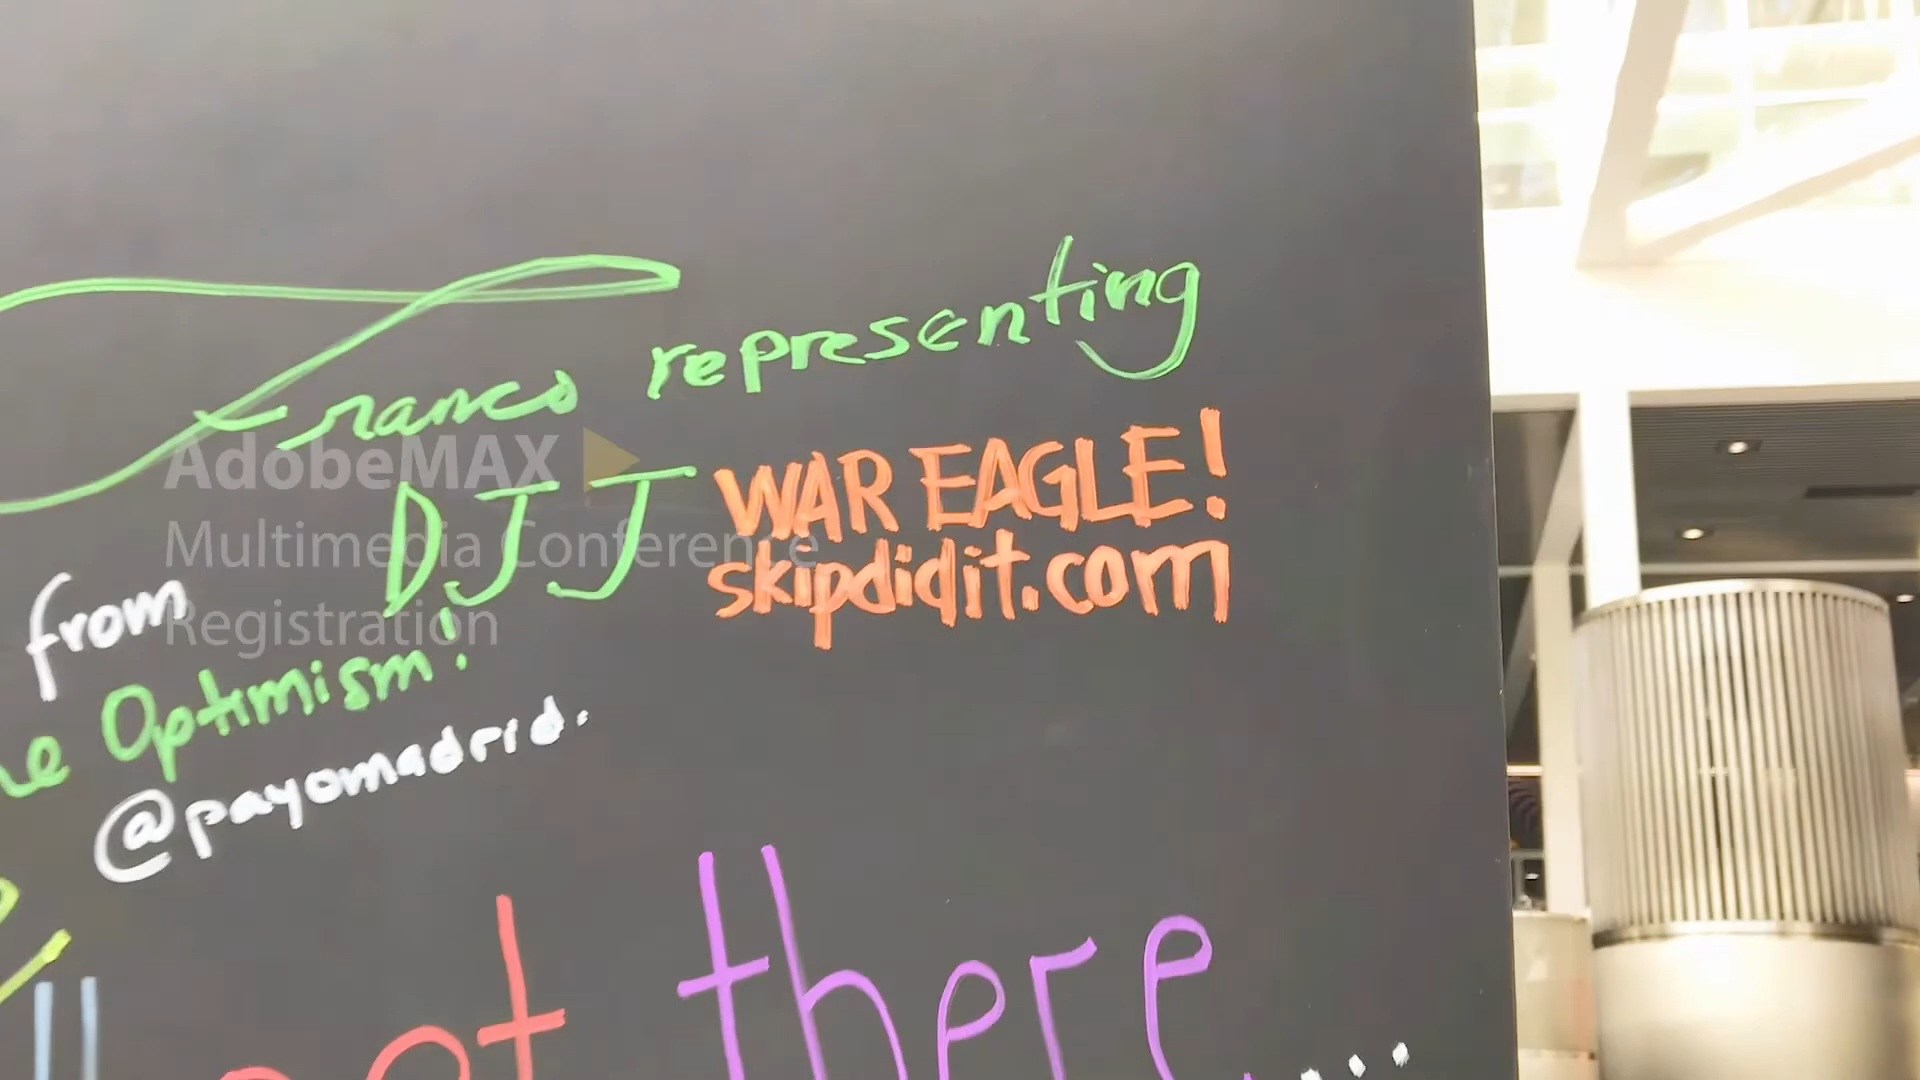 Franco representing
DJJ
WAR EAGLE!
skipdidit.com
AdobeMAX
Multimedia Conference
Registration
from
Optimism!
@payomadrid.
there....